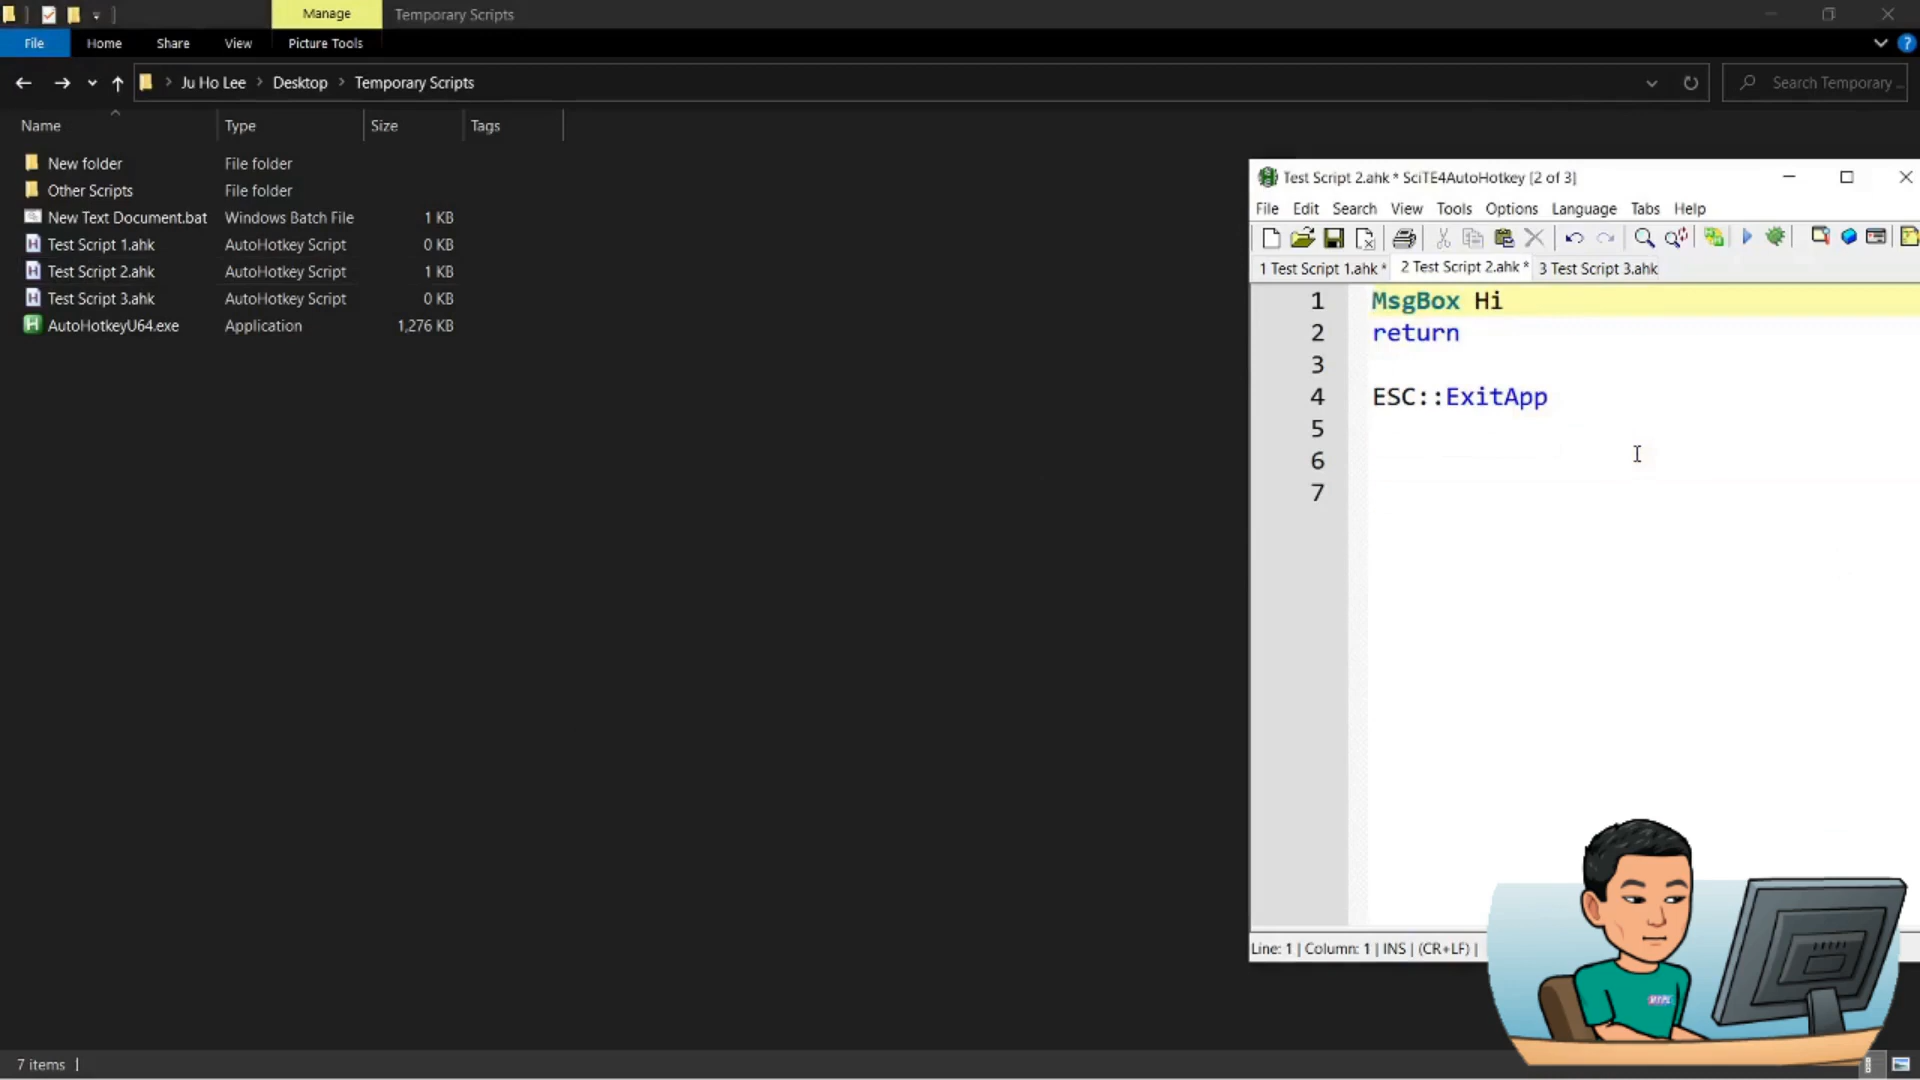 Manage
Temporary Scripts
File
Home
Share
View
Picture Tools
Ju Ho Lee > Desktop > Temporary Scripts
Search Temporary ...
Name
Type
Size
Tags
New folder File folder
Other Scripts File folder
New Text Document.bat Windows Batch File 1 KB
Test Script 1.ahk AutoHotkey Script 0 KB
Test Script 2.ahk AutoHotkey Script 1 KB
Test Script 3.ahk AutoHotkey Script 0 KB
AutoHotkeyU64.exe Application 1,276 KB
Test Script 2.ahk * SciTE4AutoHotkey [2 of 3]
File Edit Search View Tools Options Language Tabs Help
1 Test Script 1.ahk * 2 Test Script 2.ahk * 3 Test Script 3.ahk
1 MsgBox Hi
2 return
3
4 ESC::ExitApp
5
6
7
Line: 1 | Column: 1 | INS | (CR+LF) |
7 items